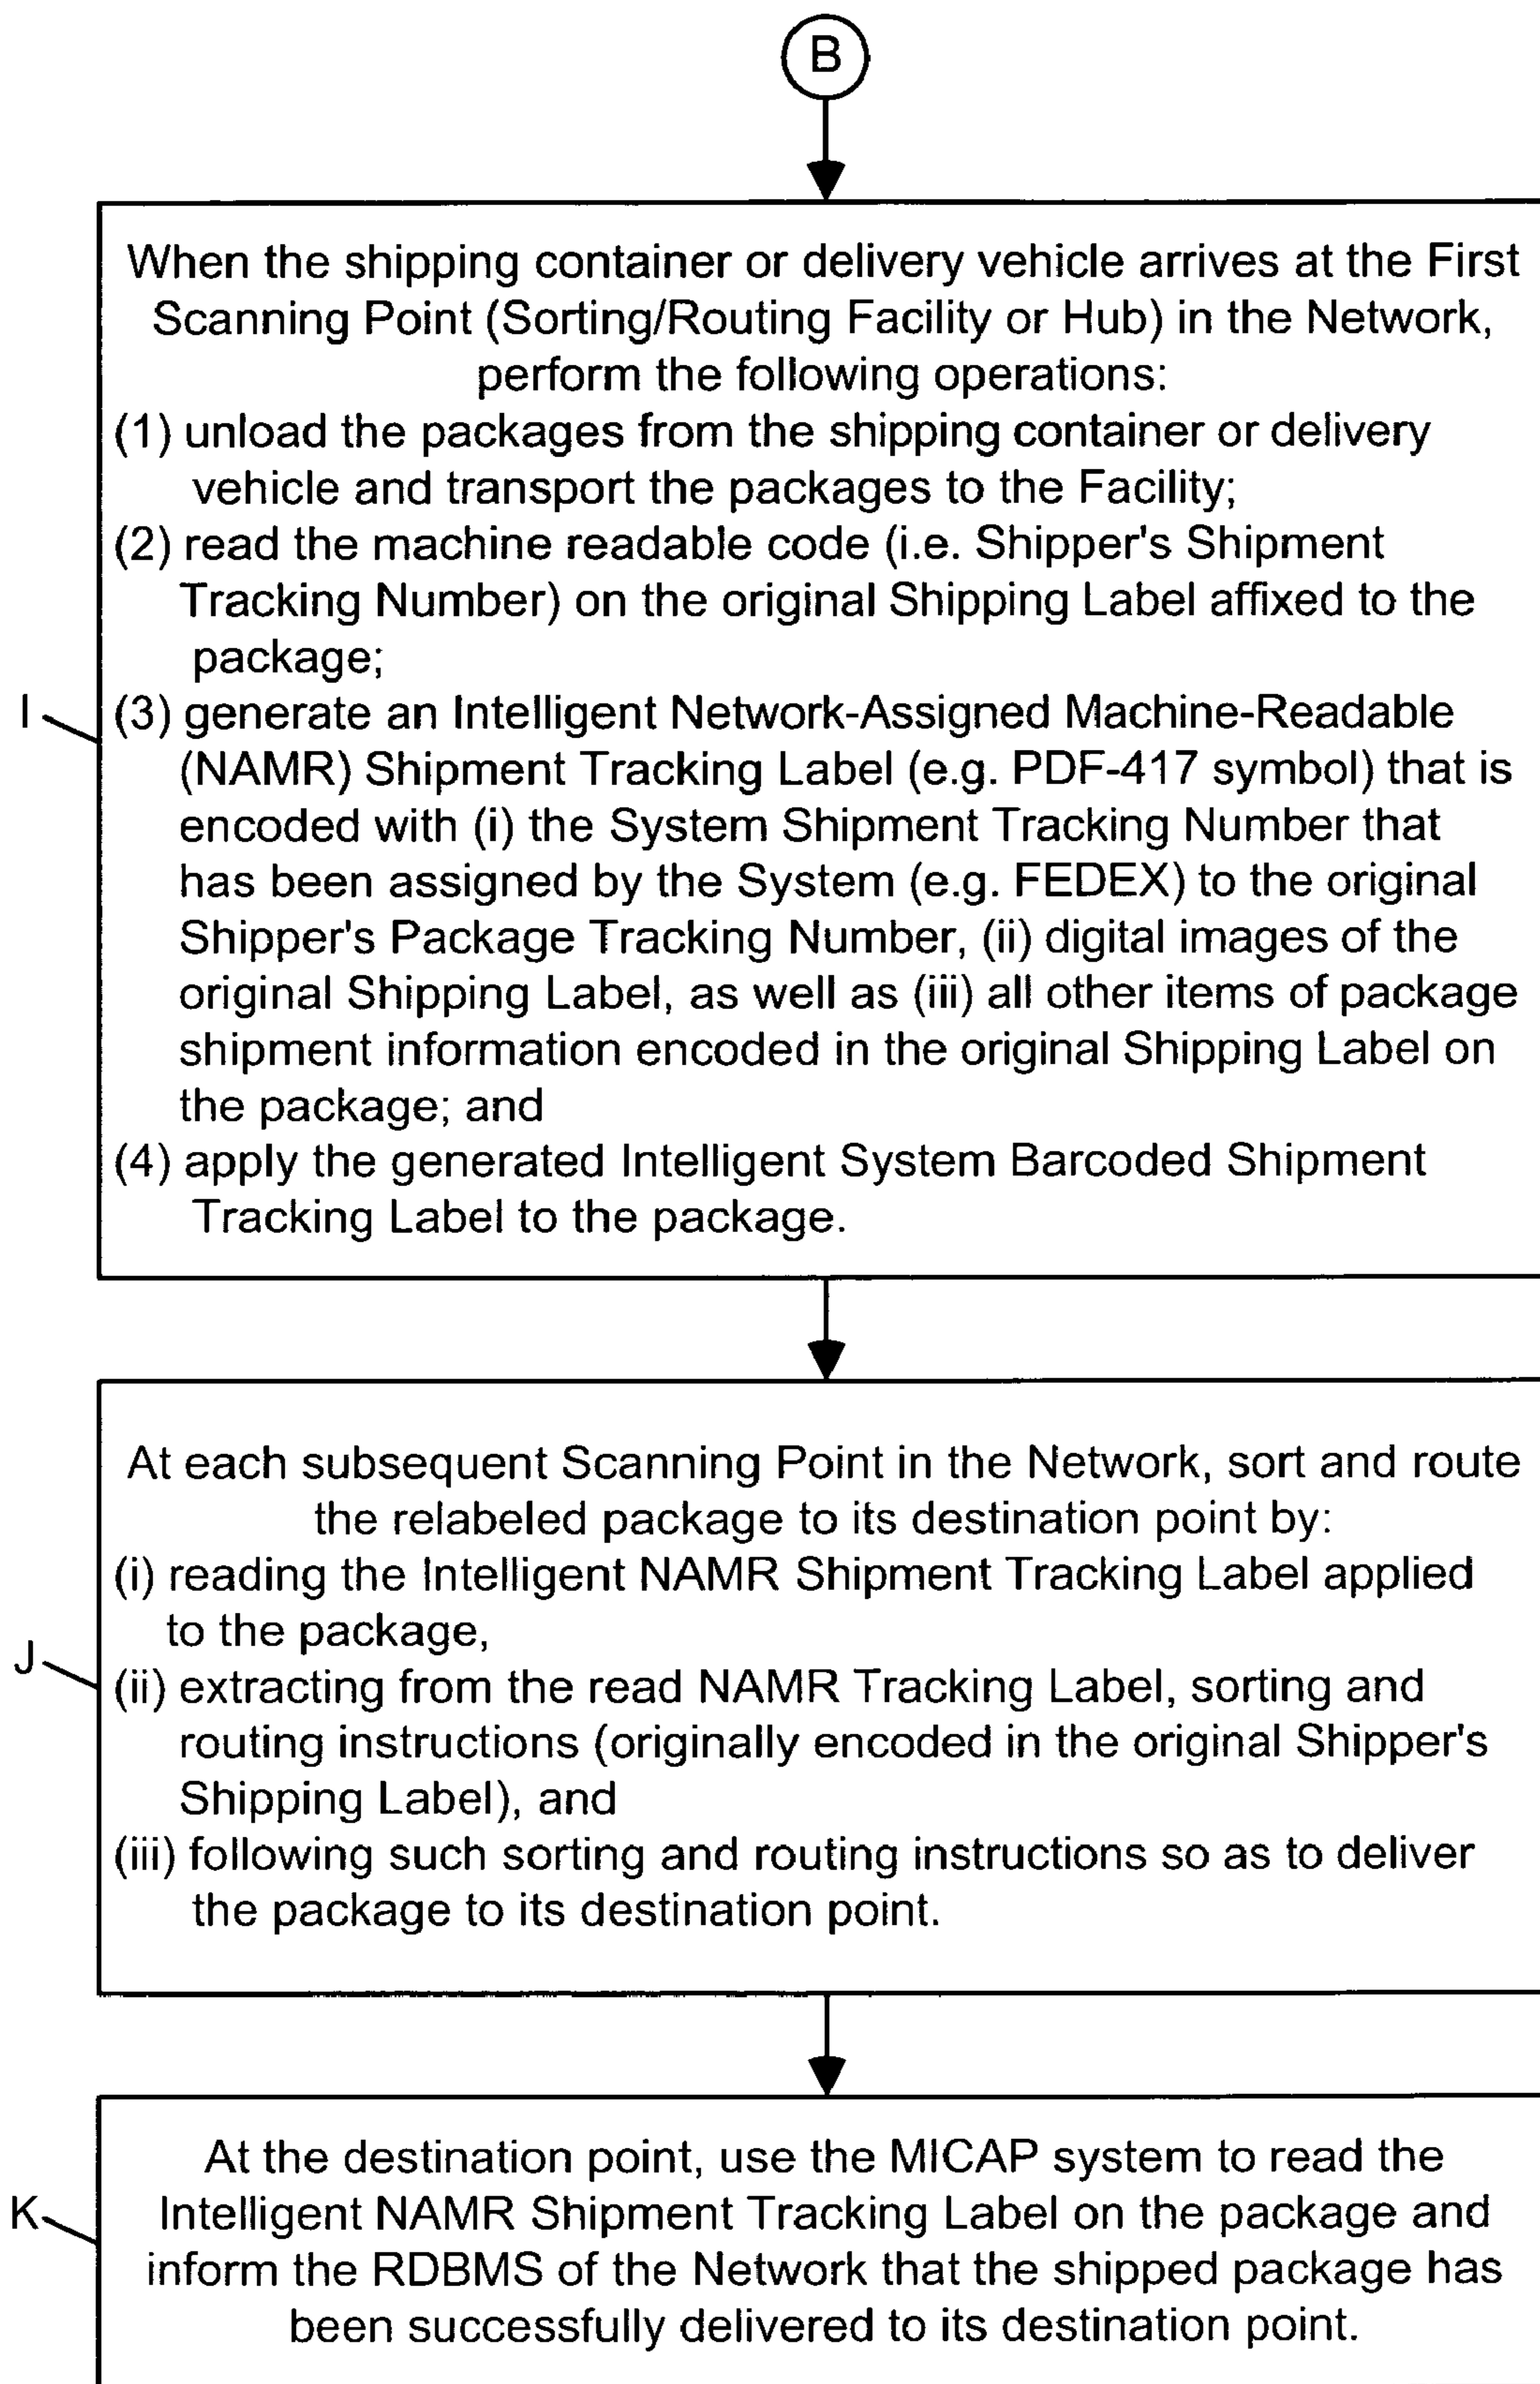 B
When the shipping container or delivery vehicle arrives at the First
Scanning Point (Sorting/Routing Facility or Hub) in the Network,
perform the following operations:
(1) unload the packages from the shipping container or delivery
vehicle and transport the packages to the Facility;
(2) read the machine readable code (i.e. Shipper's Shipment
Tracking Number) on the original Shipping Label affixed to the
package;
I
(3) generate an Intelligent Network-Assigned Machine-Readable
(NAMR) Shipment Tracking Label (e.g. PDF-417 symbol) that is
encoded with (i) the System Shipment Tracking Number that
has been assigned by the System (e.g. FEDEX) to the original
Shipper's Package Tracking Number, (ii) digital images of the
original Shipping Label, as well as (iii) all other items of package
shipment information encoded in the original Shipping Label on
the package; and
(4) apply the generated Intelligent System Barcoded Shipment
Tracking Label to the package.
At each subsequent Scanning Point in the Network, sort and route
the relabeled package to its destination point by:
(i) reading the Intelligent NAMR Shipment Tracking Label applied
to the package,
J
(ii) extracting from the read NAMR Tracking Label, sorting and
routing instructions (originally encoded in the original Shipper's
Shipping Label), and
(iii) following such sorting and routing instructions so as to deliver
the package to its destination point.
At the destination point, use the MICAP system to read the
K
Intelligent NAMR Shipment Tracking Label on the package and
inform the RDBMS of the Network that the shipped package has
been successfully delivered to its destination point.